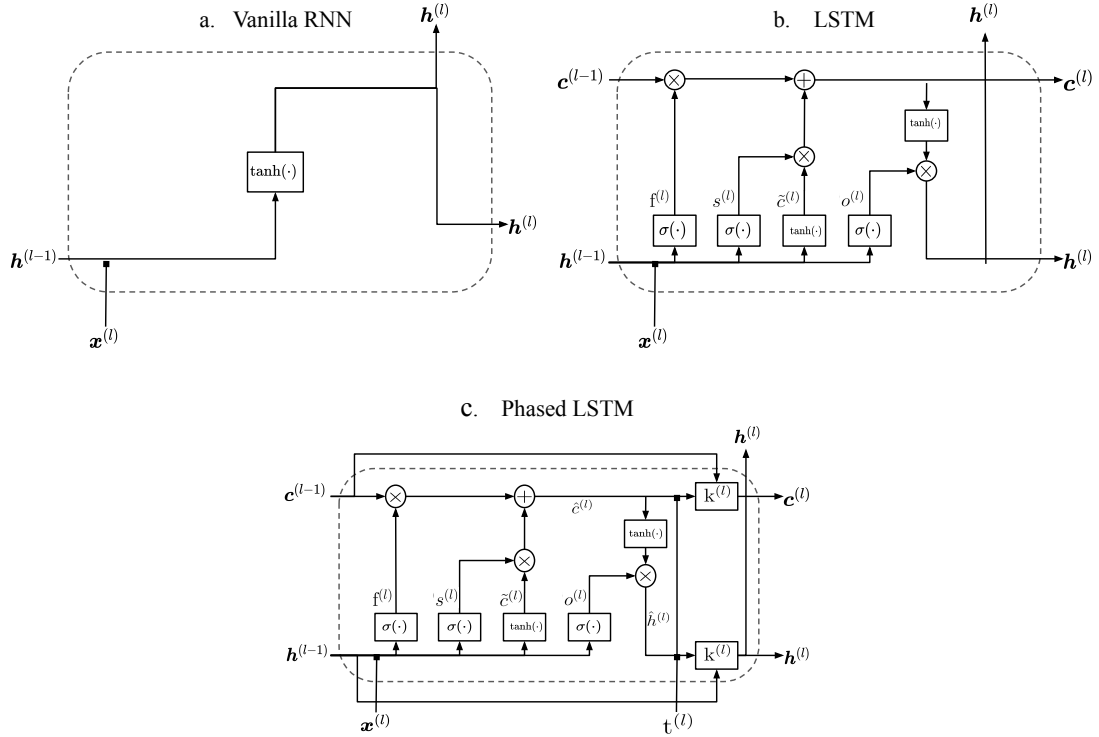 a. Vanilla RNN
h^(l)
tanh(·)
h^(l)
h^(l-1)
x^(l)
b. LSTM
h^(l)
c^(l-1)
×
+
c^(l)
tanh(·)
×
×
f^(l)
s^(l)
c̃^(l)
o^(l)
σ(·)
σ(·)
tanh(·)
σ(·)
h^(l-1)
h^(l)
x^(l)
c. Phased LSTM
h^(l)
c^(l-1)
×
+
ĉ^(l)
k^(l)
c^(l)
tanh(·)
×
×
f^(l)
's^(l)
c̃^(l)
o^(l)
ĥ^(l)
σ(·)
σ(·)
tanh(·)
σ(·)
h^(l-1)
k^(l)
h^(l)
x^(l)
t^(l)